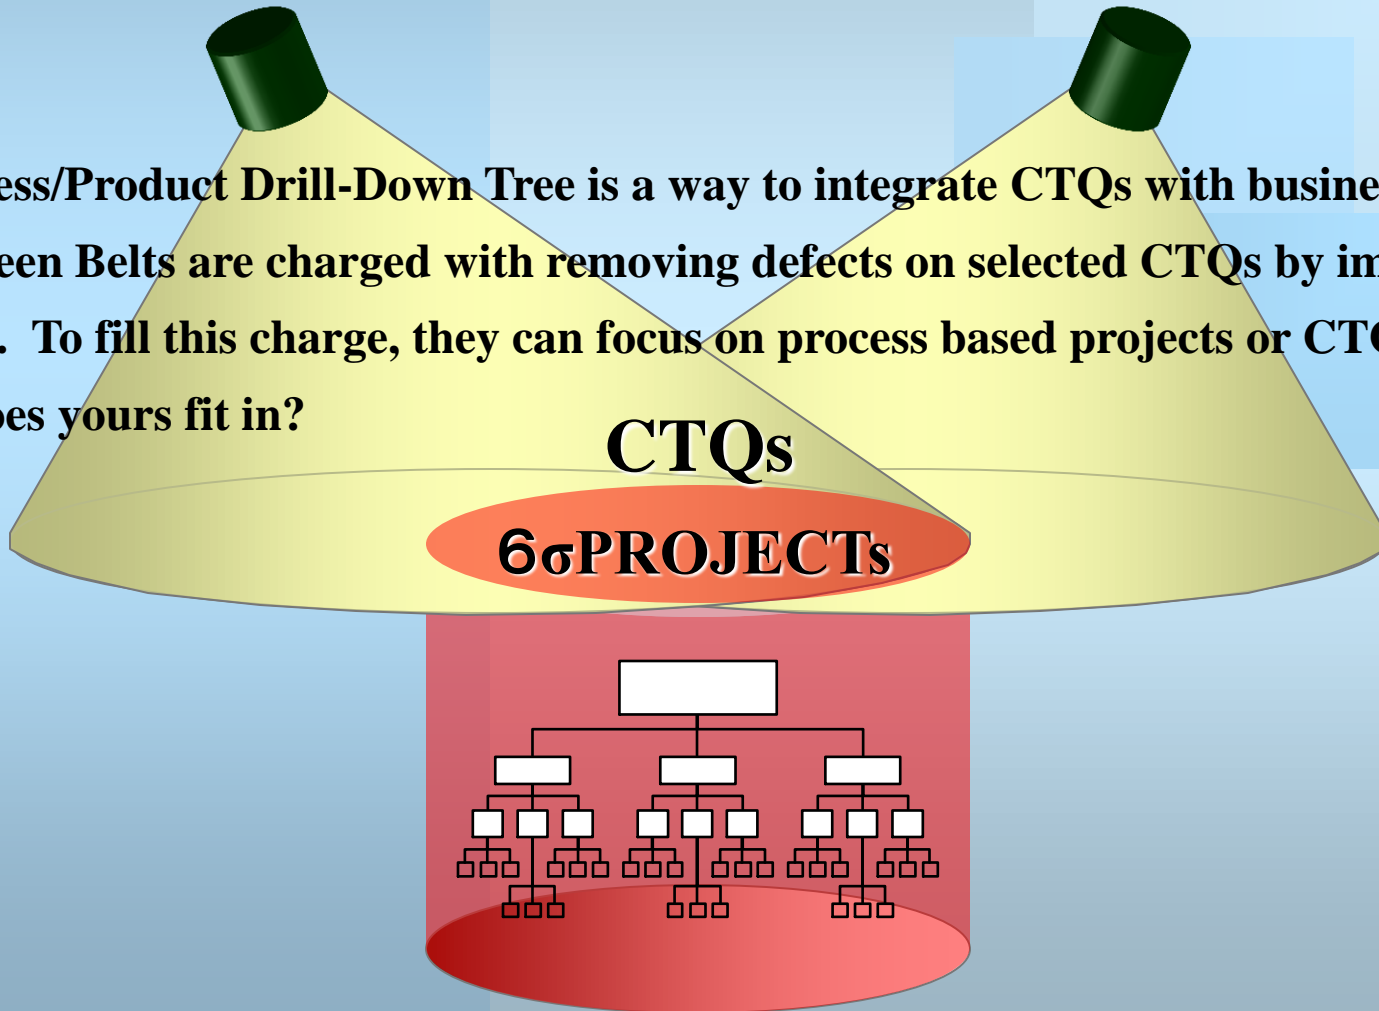 ess/Product Drill-Down Tree is a way to integrate CTQs with busine
een Belts are charged with removing defects on selected CTQs by im
. To fill this charge, they can focus on process based projects or CTQ
oes yours fit in?
CTQs
6σPROJECTs